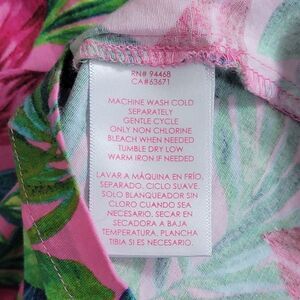 RN# 94468
CA#63671
MACHINE WASH COLD
SEPARATELY
GENTLE CYCLE
ONLY NON CHLORINE
BLEACH WHEN NEEDED
TUMBLE DRY LOW
WARM IRON IF NEEDED
LAVAR A MÁQUINA EN FRÍO.
SEPARADO. CICLO SUAVE.
SOLO BLANQUEADOR SIN
CLORO CUANDO SEA
NECESARIO. SECAR EN
SECADORA A BAJA
TEMPERATURA. PLANCHA
TIBIA SI ES NECESARIO.